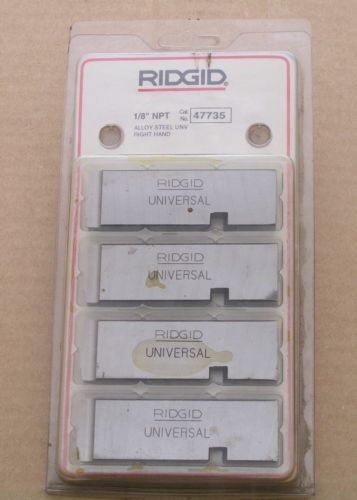 RIDGID
1/8" NPT Cat. No. 47735
ALLOY STEEL UNV
RIGHT HAND
RIDGID
UNIVERSAL
RIDGID
UNIVERSAL
RIDGID
UNIVERSAL
RIDGID
UNIVERSAL